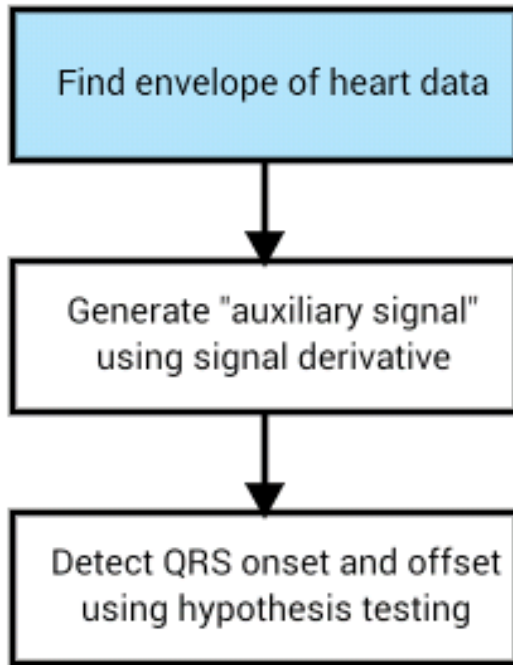 Find envelope of heart data
Generate "auxiliary signal"
using signal derivative
Detect QRS onset and offset
using hypothesis testing